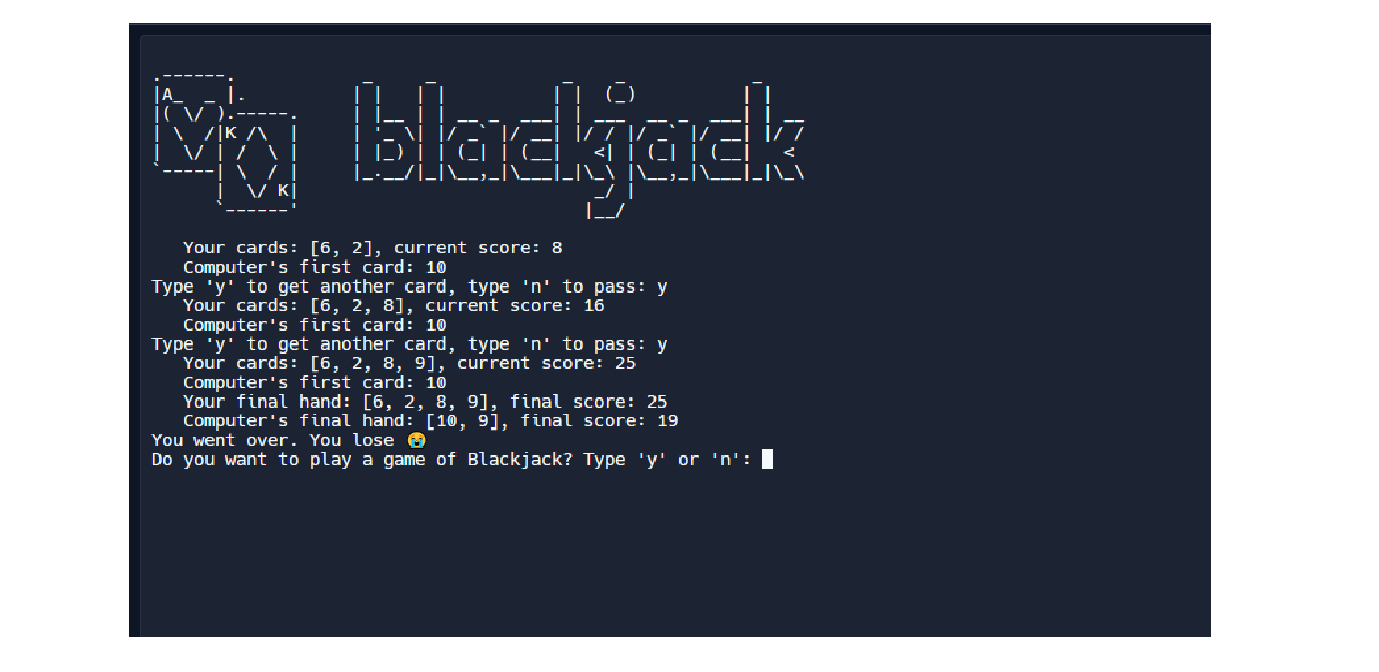 A
K
K
blackjack
Your cards: [6, 2], current score: 8
Computer's first card: 10
Type 'y' to get another card, type 'n' to pass: y
Your cards: [6, 2, 8], current score: 16
Computer's first card: 10
Type 'y' to get another card, type 'n' to pass: y
Your cards: [6, 2, 8, 9], current score: 25
Computer's first card: 10
Your final hand: [6, 2, 8, 9], final score: 25
Computer's final hand: [10, 9], final score: 19
You went over. You lose 😭
Do you want to play a game of Blackjack? Type 'y' or 'n':